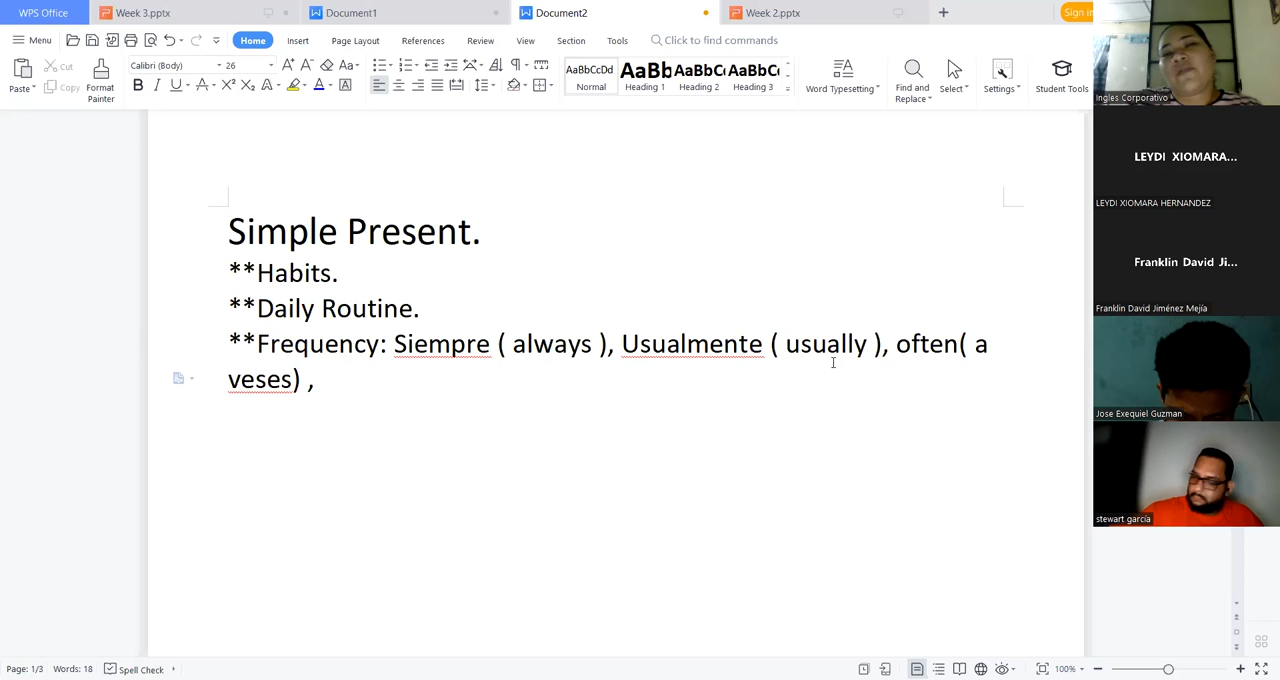 WPS Office Week 3.pptx Document1 Document2 Week 2.pptx Sign in
Menu Home Insert Page Layout References Review View Section Tools Click to find commands
Calibri (Body) 26 AaBbCcDd AaBb AaBbCc AaBbCc
Cut
Paste Copy Format Painter Normal Heading 1 Heading 2 Heading 3 Word Typesetting Find and Replace Select Settings Student Tools
Ingles Corporativo
LEYDI XIOMARA...
LEYDI XIOMARA HERNANDEZ
Franklin David Ji...
Franklin David Jiménez Mejía
Jose Exequiel Guzman
stewart garcía
Simple Present.
**Habits.
**Daily Routine.
**Frequency: Siempre ( always ), Usualmente ( usually ), often( a
veses) ,
Page: 1/3 Words: 18 Spell Check 100%